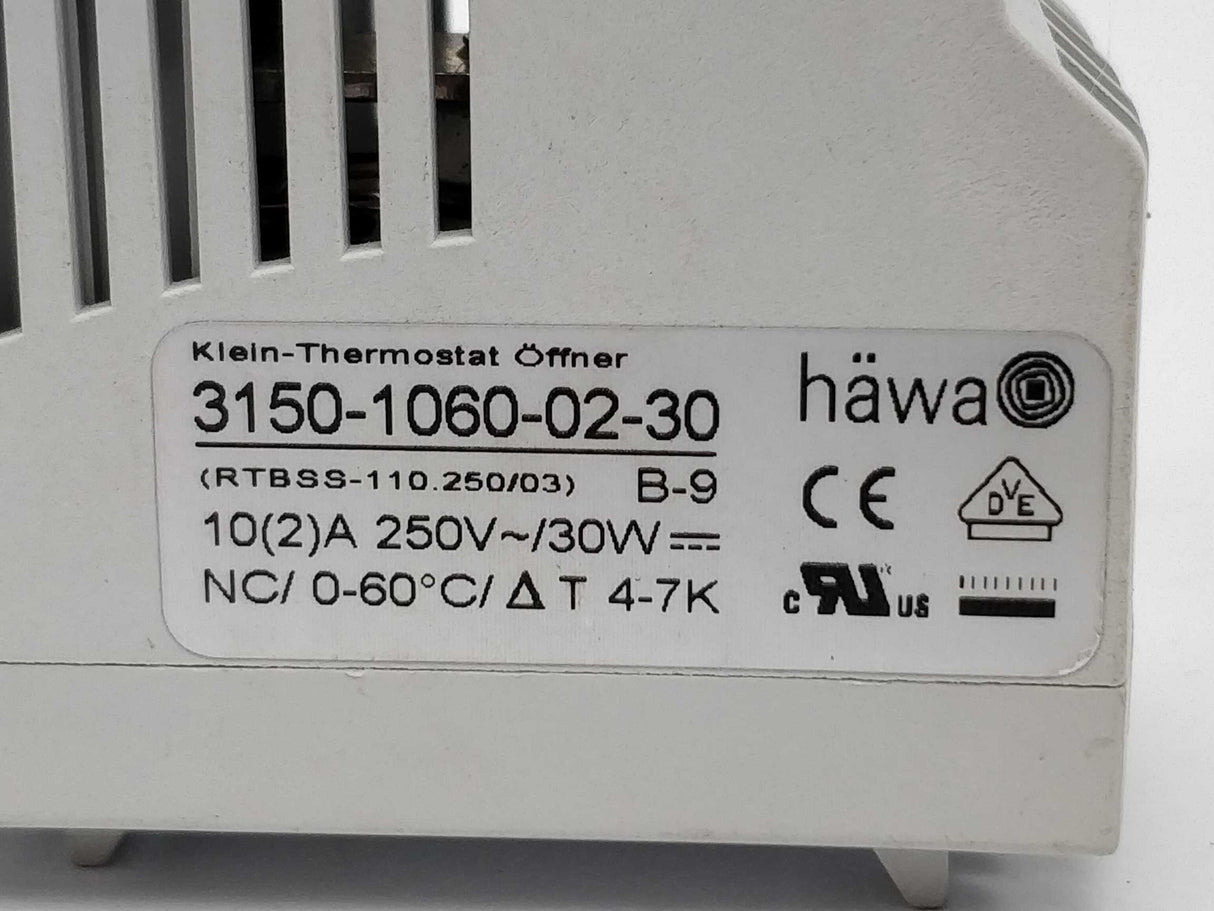 Klein-Thermostat Öffner
3150-1060-02-30
(RTBSS-110.250/03) B-9
10(2)A 250V~/30W⎓
NC/ 0-60°C/ Δ T 4-7K
häwa
CE
DVE
c RU US